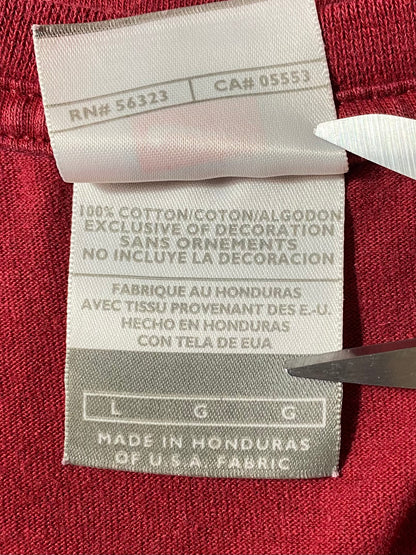 RN# 56323 CA# 05553
100% COTTON/COTON/ALGODON
EXCLUSIVE OF DECORATION
SANS ORNEMENTS
NO INCLUYE LA DECORACION
FABRIQUE AU HONDURAS
AVEC TISSU PROVENANT DES E.-U.
HECHO EN HONDURAS
CON TELA DE EUA
L G G
MADE IN HONDURAS
OF U.S.A. FABRIC